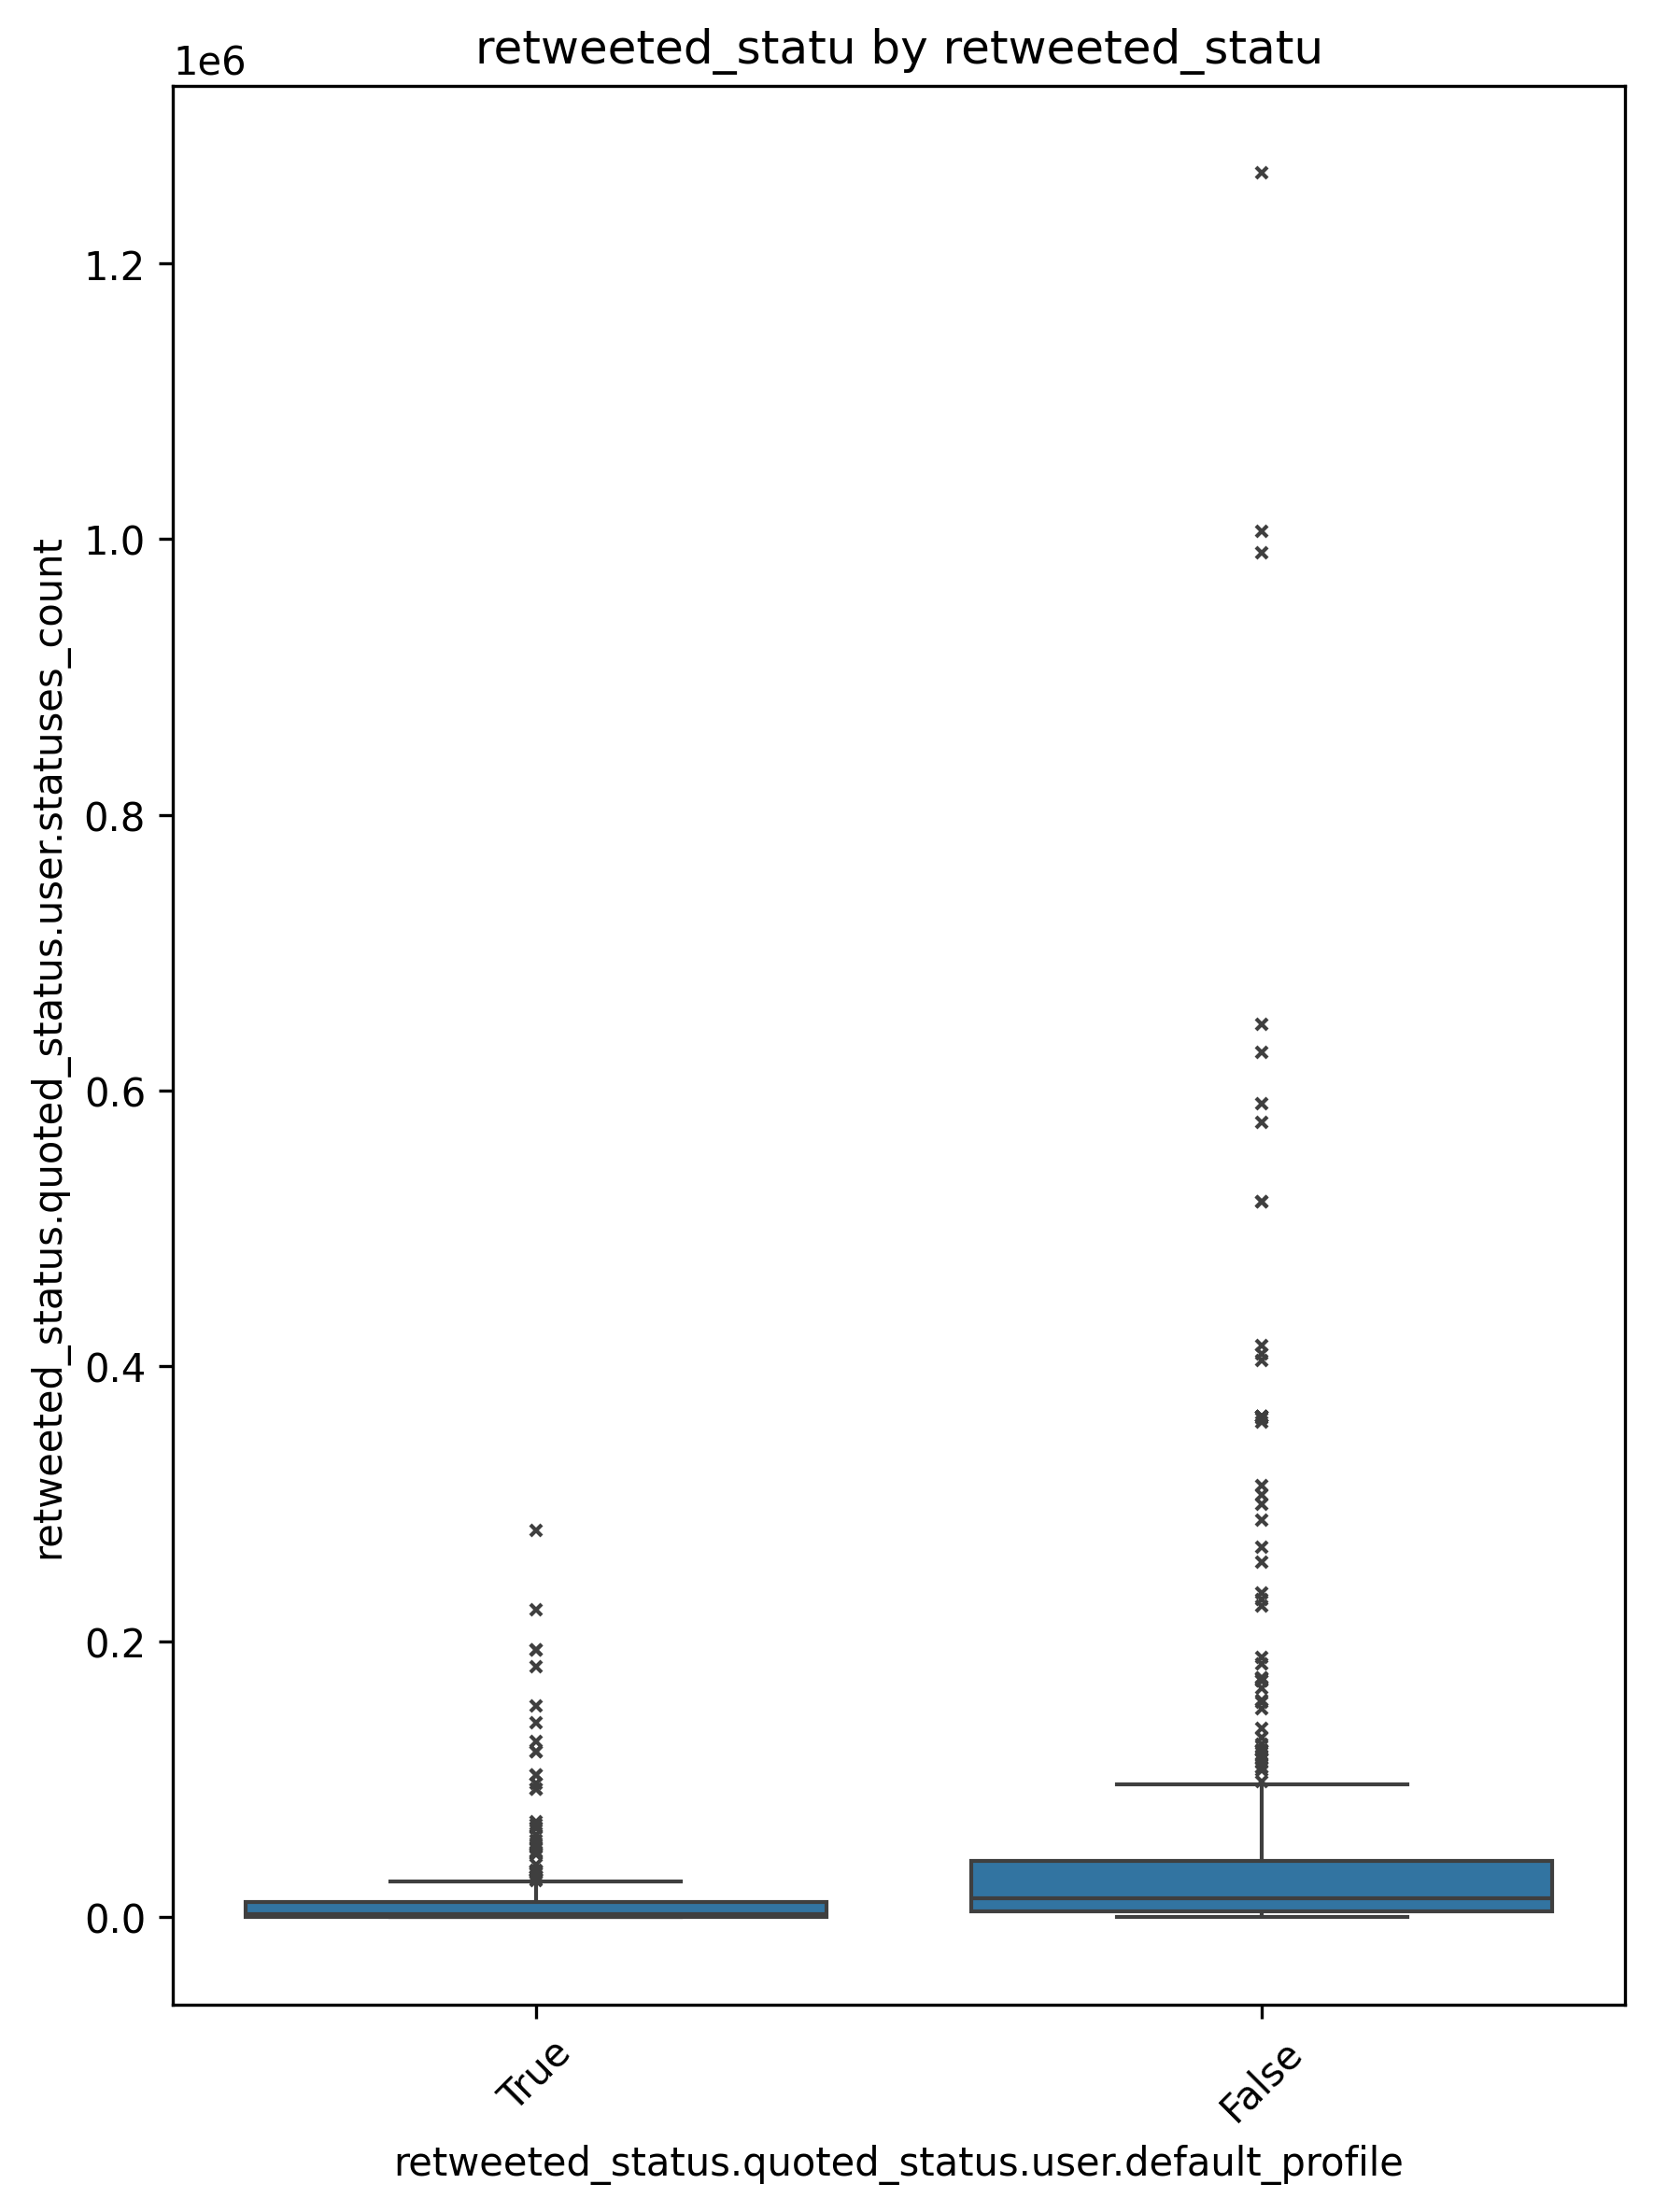 retweeted_statu by retweeted_statu
1e6
1.2
1.0
0.8
0.6
0.4
0.2
0.0
retweeted_status.quoted_status.user.statuses_count
True
False
retweeted_status.quoted_status.user.default_profile